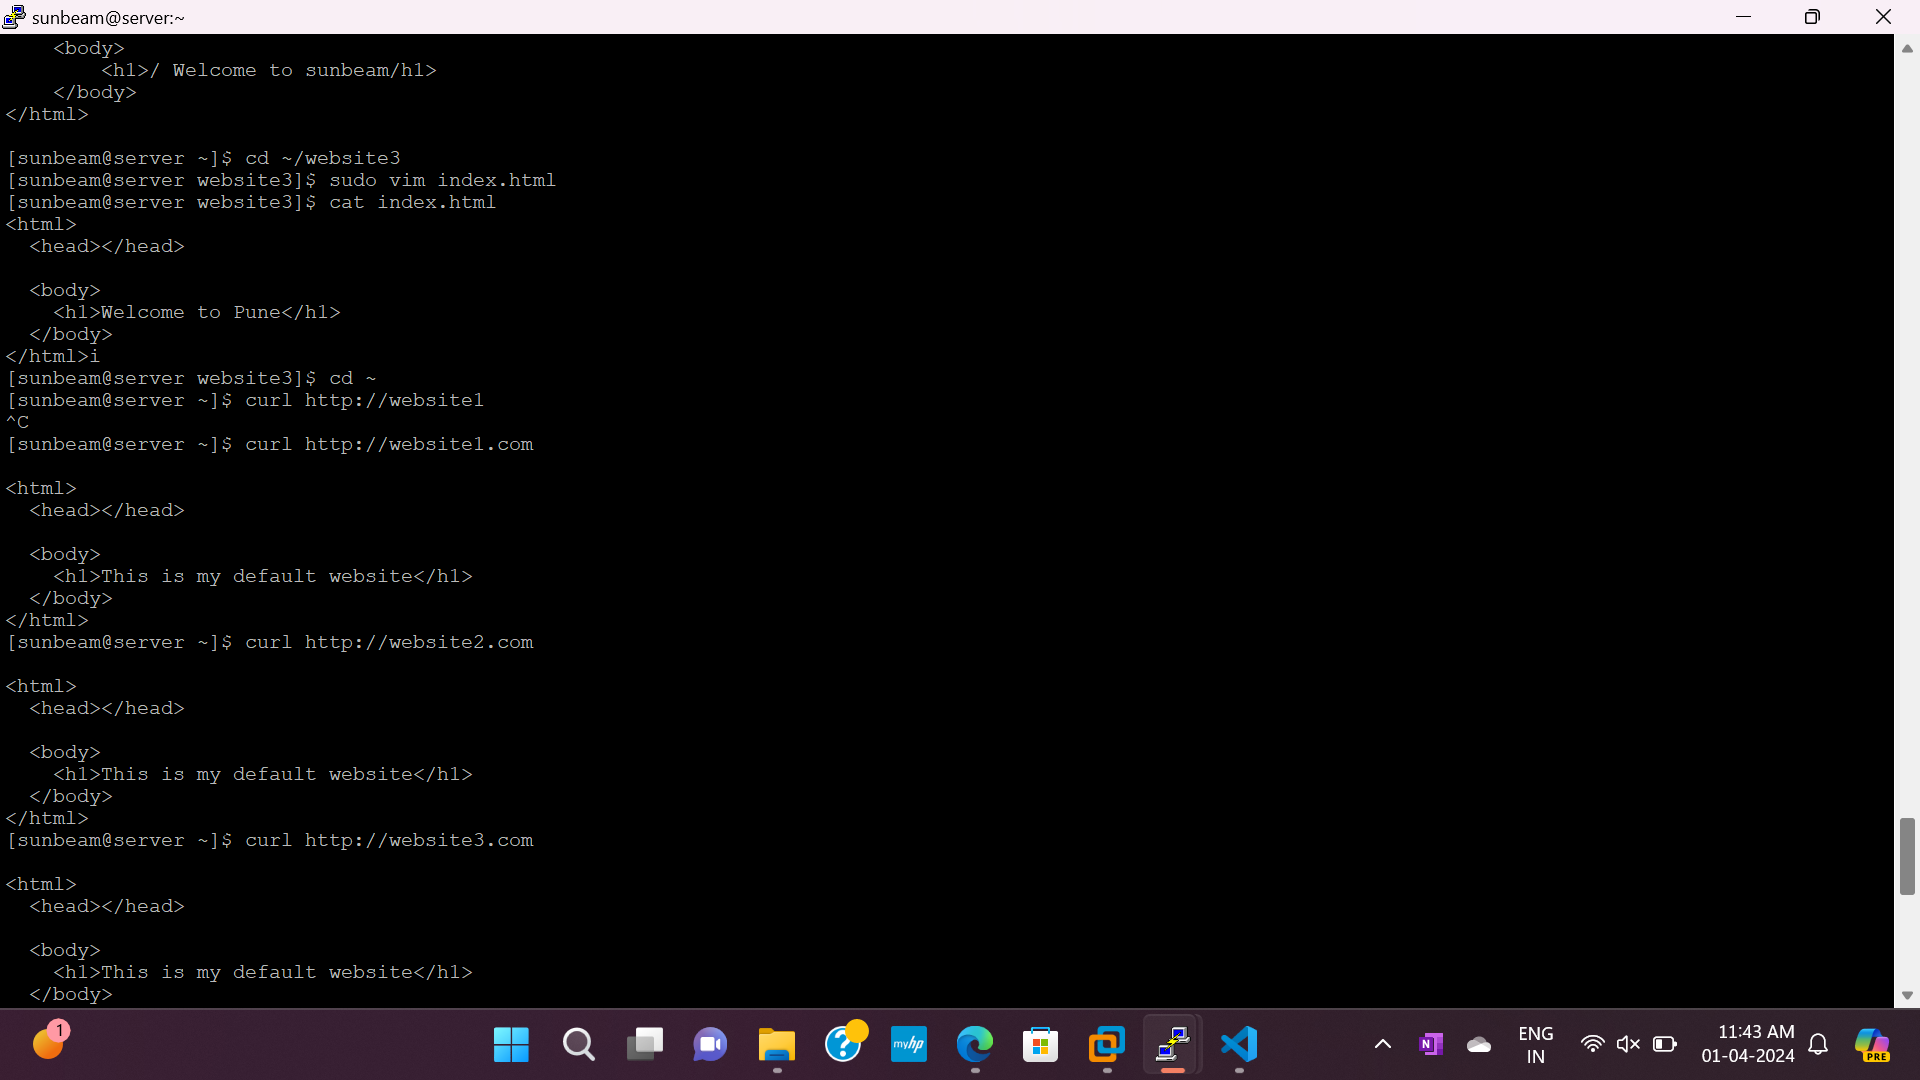 sunbeam@server:~
    <body>
        <h1>/ Welcome to sunbeam/h1>
    </body>
</html>
[sunbeam@server ~]$ cd ~/website3
[sunbeam@server website3]$ sudo vim index.html
[sunbeam@server website3]$ cat index.html
<html>
  <head></head>
  <body>
    <h1>Welcome to Pune</h1>
  </body>
</html>i
[sunbeam@server website3]$ cd ~
[sunbeam@server ~]$ curl http://website1
^C
[sunbeam@server ~]$ curl http://website1.com
<html>
  <head></head>
  <body>
    <h1>This is my default website</h1>
  </body>
</html>
[sunbeam@server ~]$ curl http://website2.com
<html>
  <head></head>
  <body>
    <h1>This is my default website</h1>
  </body>
</html>
[sunbeam@server ~]$ curl http://website3.com
<html>
  <head></head>
  <body>
    <h1>This is my default website</h1>
  </body>
1
myhp
N
ENG
IN
11:43 AM
01-04-2024
PRE